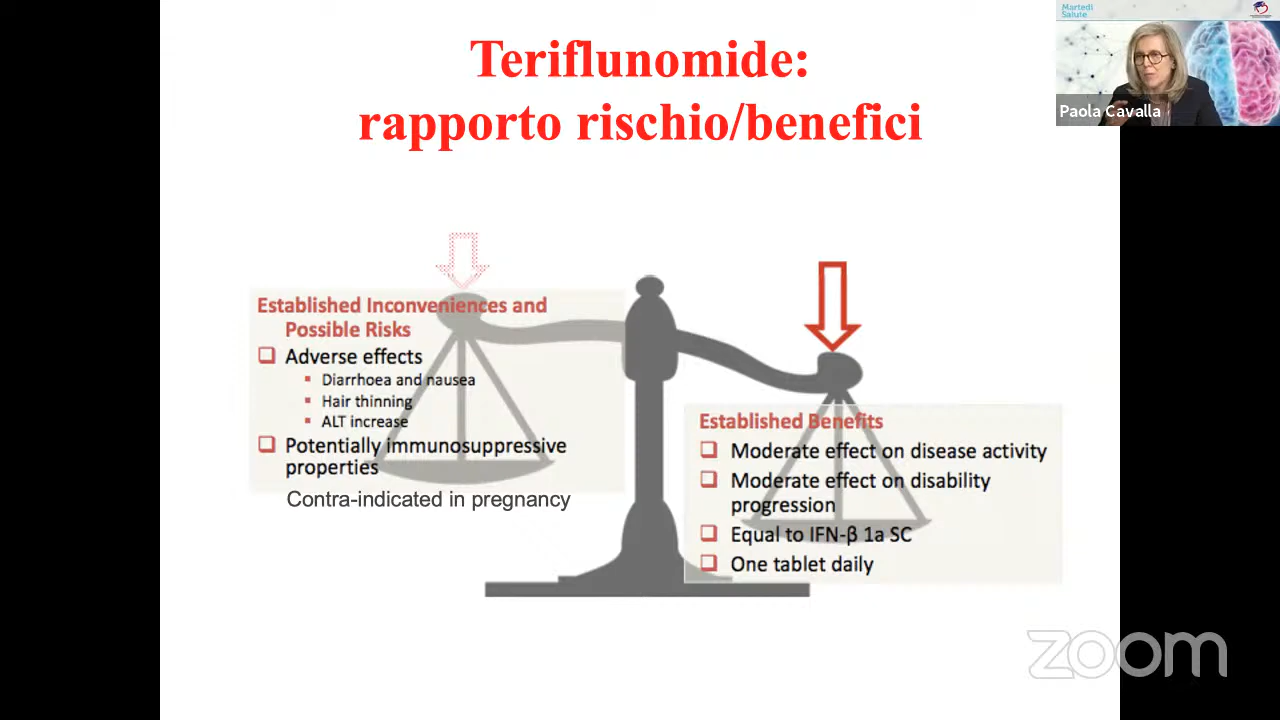 Teriflunomide:
rapporto rischio/benefici
Martedì
Salute
Paola Cavalla
Established Inconveniences and
Possible Risks
Adverse effects
Diarrhoea and nausea
Hair thinning
ALT increase
Potentially immunosuppressive
properties
Contra-indicated in pregnancy
Established Benefits
Moderate effect on disease activity
Moderate effect on disability
progression
Equal to IFN-β 1a SC
One tablet daily
zoom